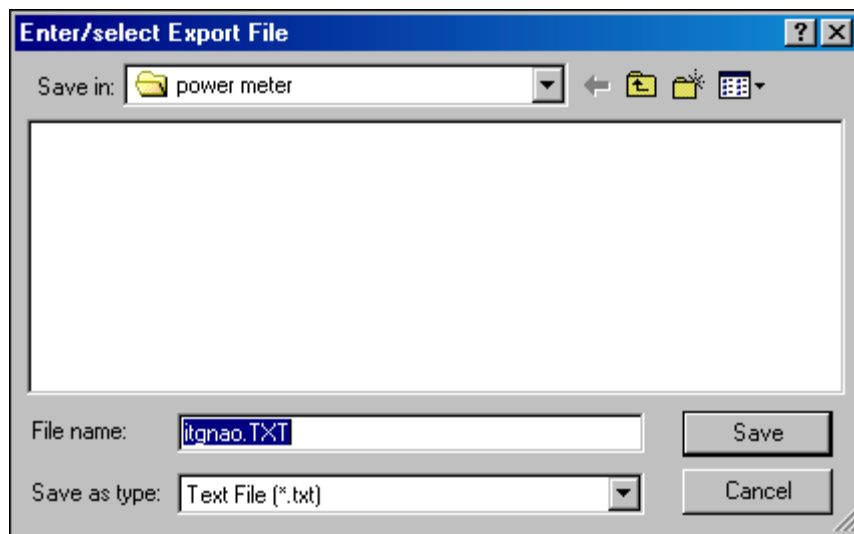 Enter/select Export File
Save in: power meter
File name: itgnao.TXT Save
Save as type: Text File (*.txt) Cancel